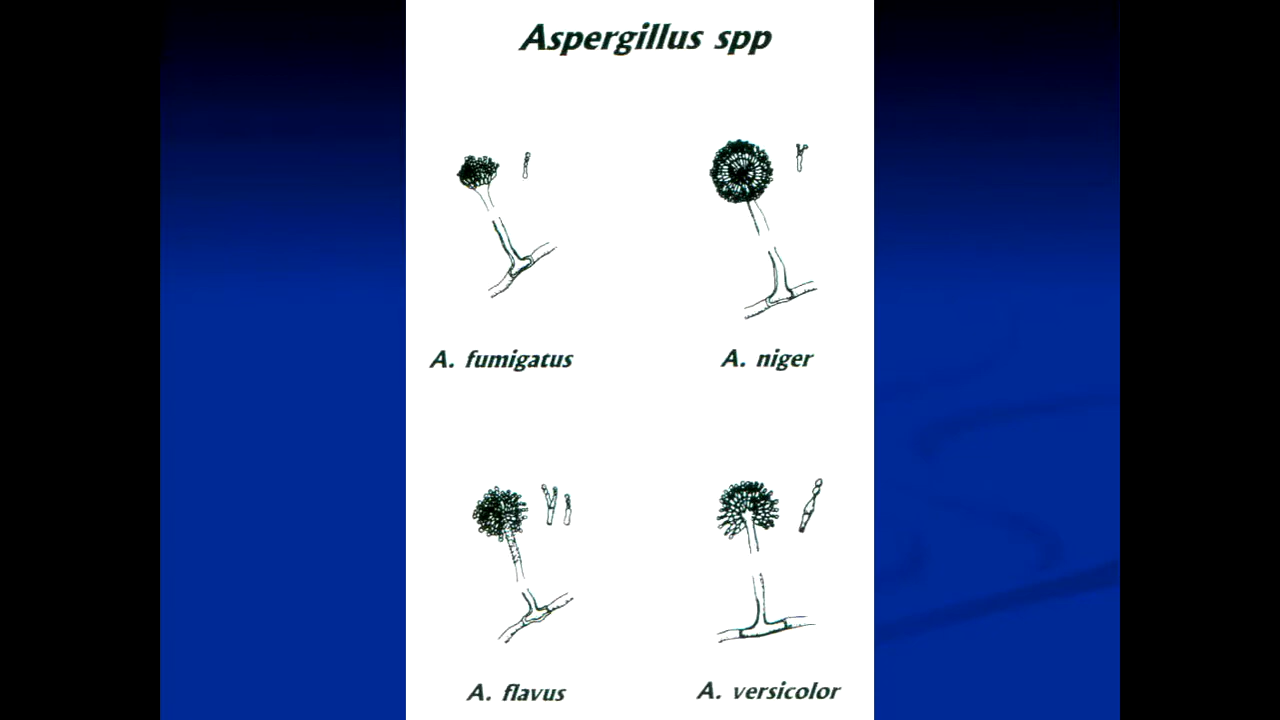 Aspergillus spp
A. fumigatus
A. niger
A. flavus
A. versicolor